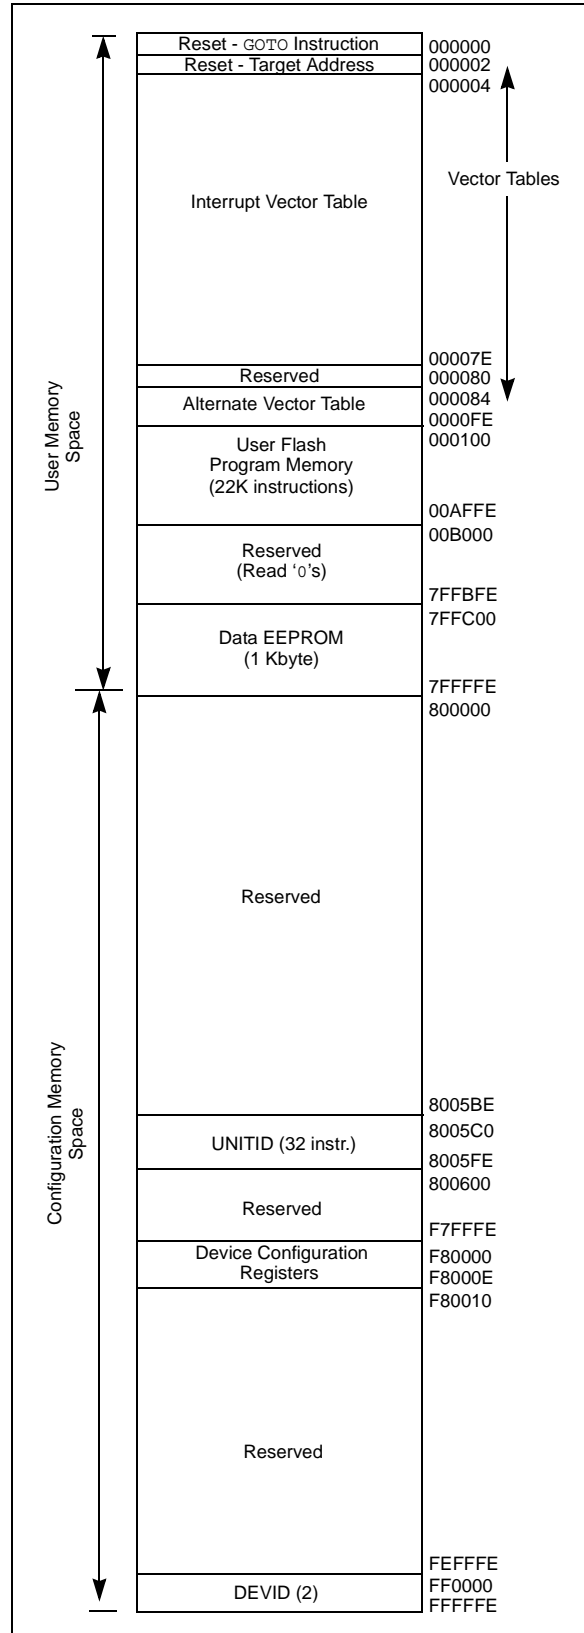 Reset - GOTO Instruction
000000
Reset - Target Address
000002
000004
Vector Tables
Interrupt Vector Table
00007E
Reserved
000080
Alternate Vector Table
000084
0000FE
User Flash
Program Memory
(22K instructions)
000100
00AFFE
00B000
Reserved
(Read ‘0’s)
7FFBFE
7FFC00
Data EEPROM
(1 Kbyte)
7FFFFE
User Memory
Space
800000
Reserved
8005BE
8005C0
UNITID (32 instr.)
8005FE
800600
Reserved
F7FFFE
Device Configuration
Registers
F80000
F8000E
F80010
Reserved
FEFFFE
FF0000
DEVID (2)
FFFFFE
Configuration Memory
Space